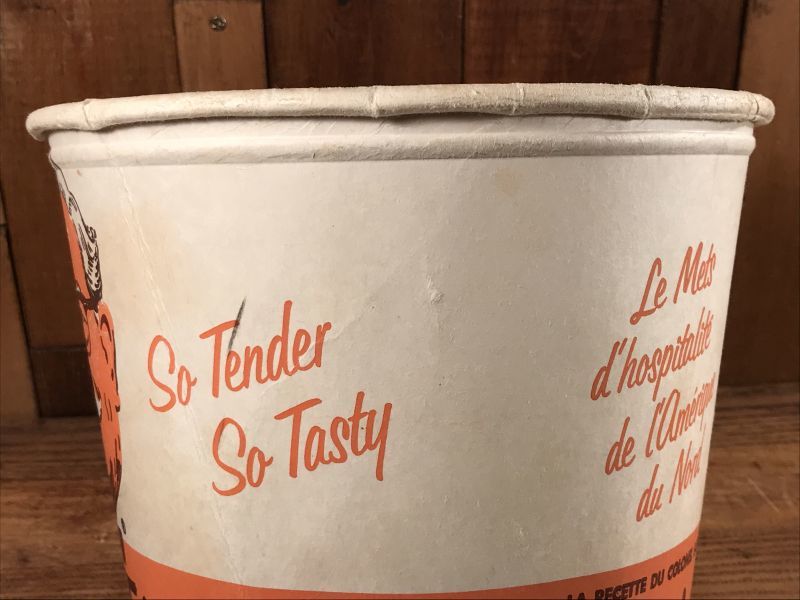 So Tender
So Tasty
Le Mets
d'hospitalité
de l'Amérique
du Nord
LA RECETTE DU COLONEL